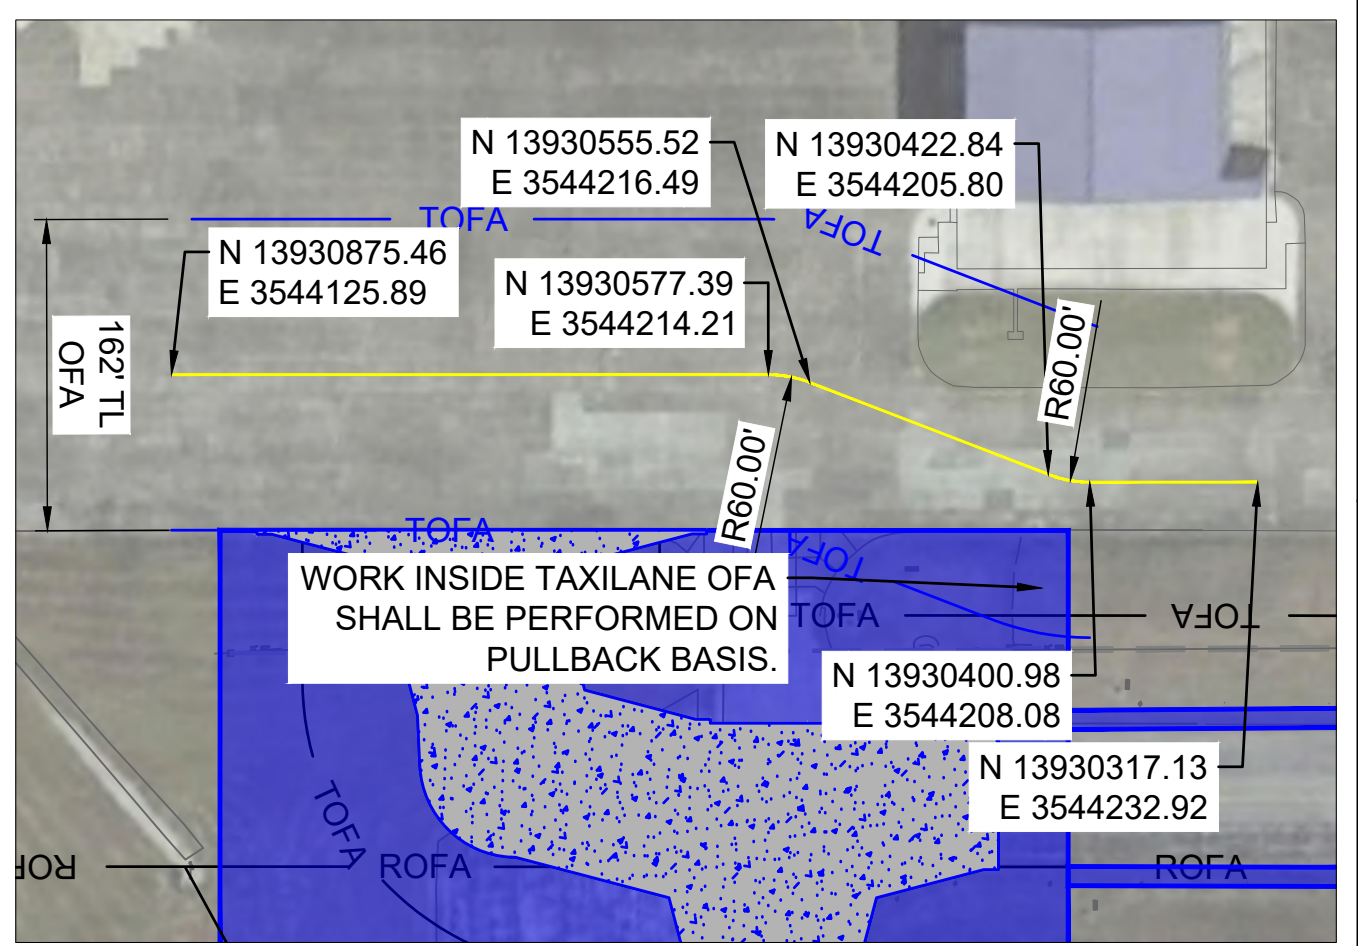 N 13930555.52
E 3544216.49
N 13930422.84
E 3544205.80
TOFA
TOFA
N 13930875.46
E 3544125.89
N 13930577.39
E 3544214.21
162' TL
OFA
R60.00'
R60.00'
TOFA
TOFA
WORK INSIDE TAXILANE OFA
SHALL BE PERFORMED ON
PULLBACK BASIS.
TOFA
TOFA
N 13930400.98
E 3544208.08
N 13930317.13
E 3544232.92
TOFA
ROFA
ROFA
ROFA